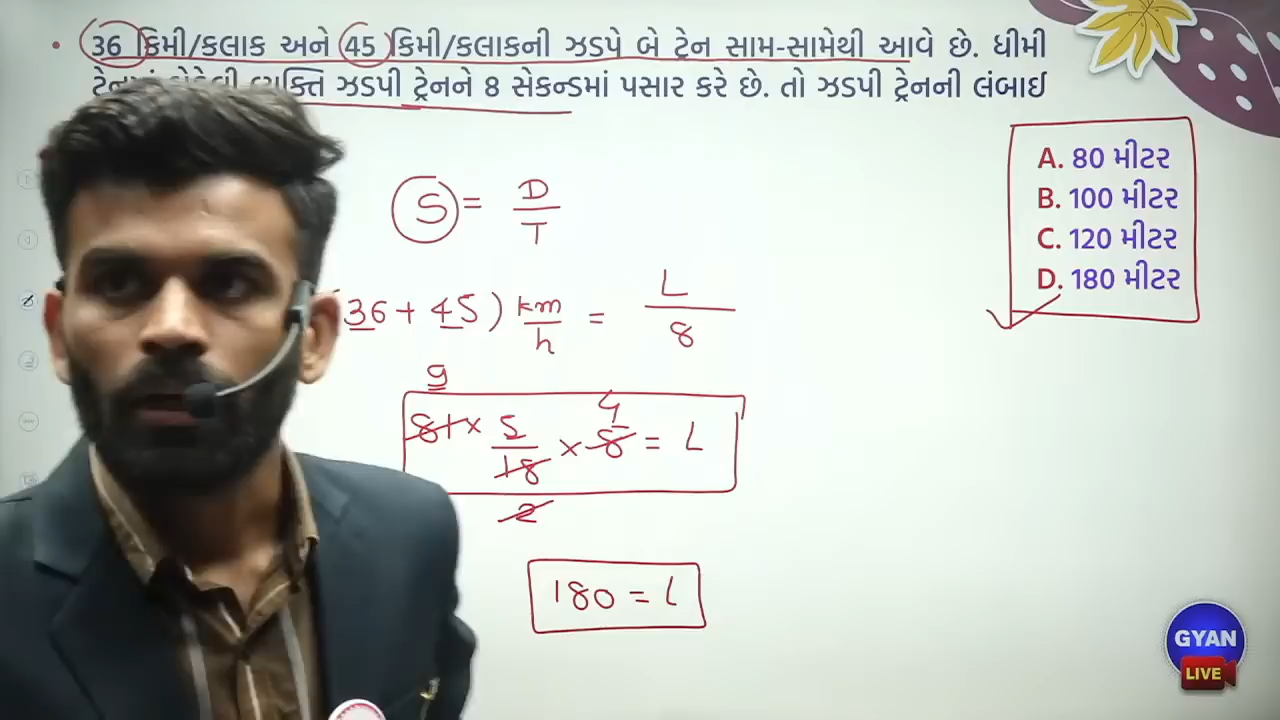 • 36 કિમી/કલાક અને 45 કિમી/કલાકની ઝડપે બે ટ્રેન સામ-સામેથી આવે છે. ધીમી
ઝડપી ટ્રેનને 8 સેકન્ડમાં પસાર કરે છે. તો ઝડપી ટ્રેનની લંબાઈ
A. 80 મીટર
B. 100 મીટર
C. 120 મીટર
D. 180 મીટર
S = D/T
36 + 45) km/h = L/8
9 4
81 × 5/18 × 8 = L
2
180 = L
GYAN
LIVE